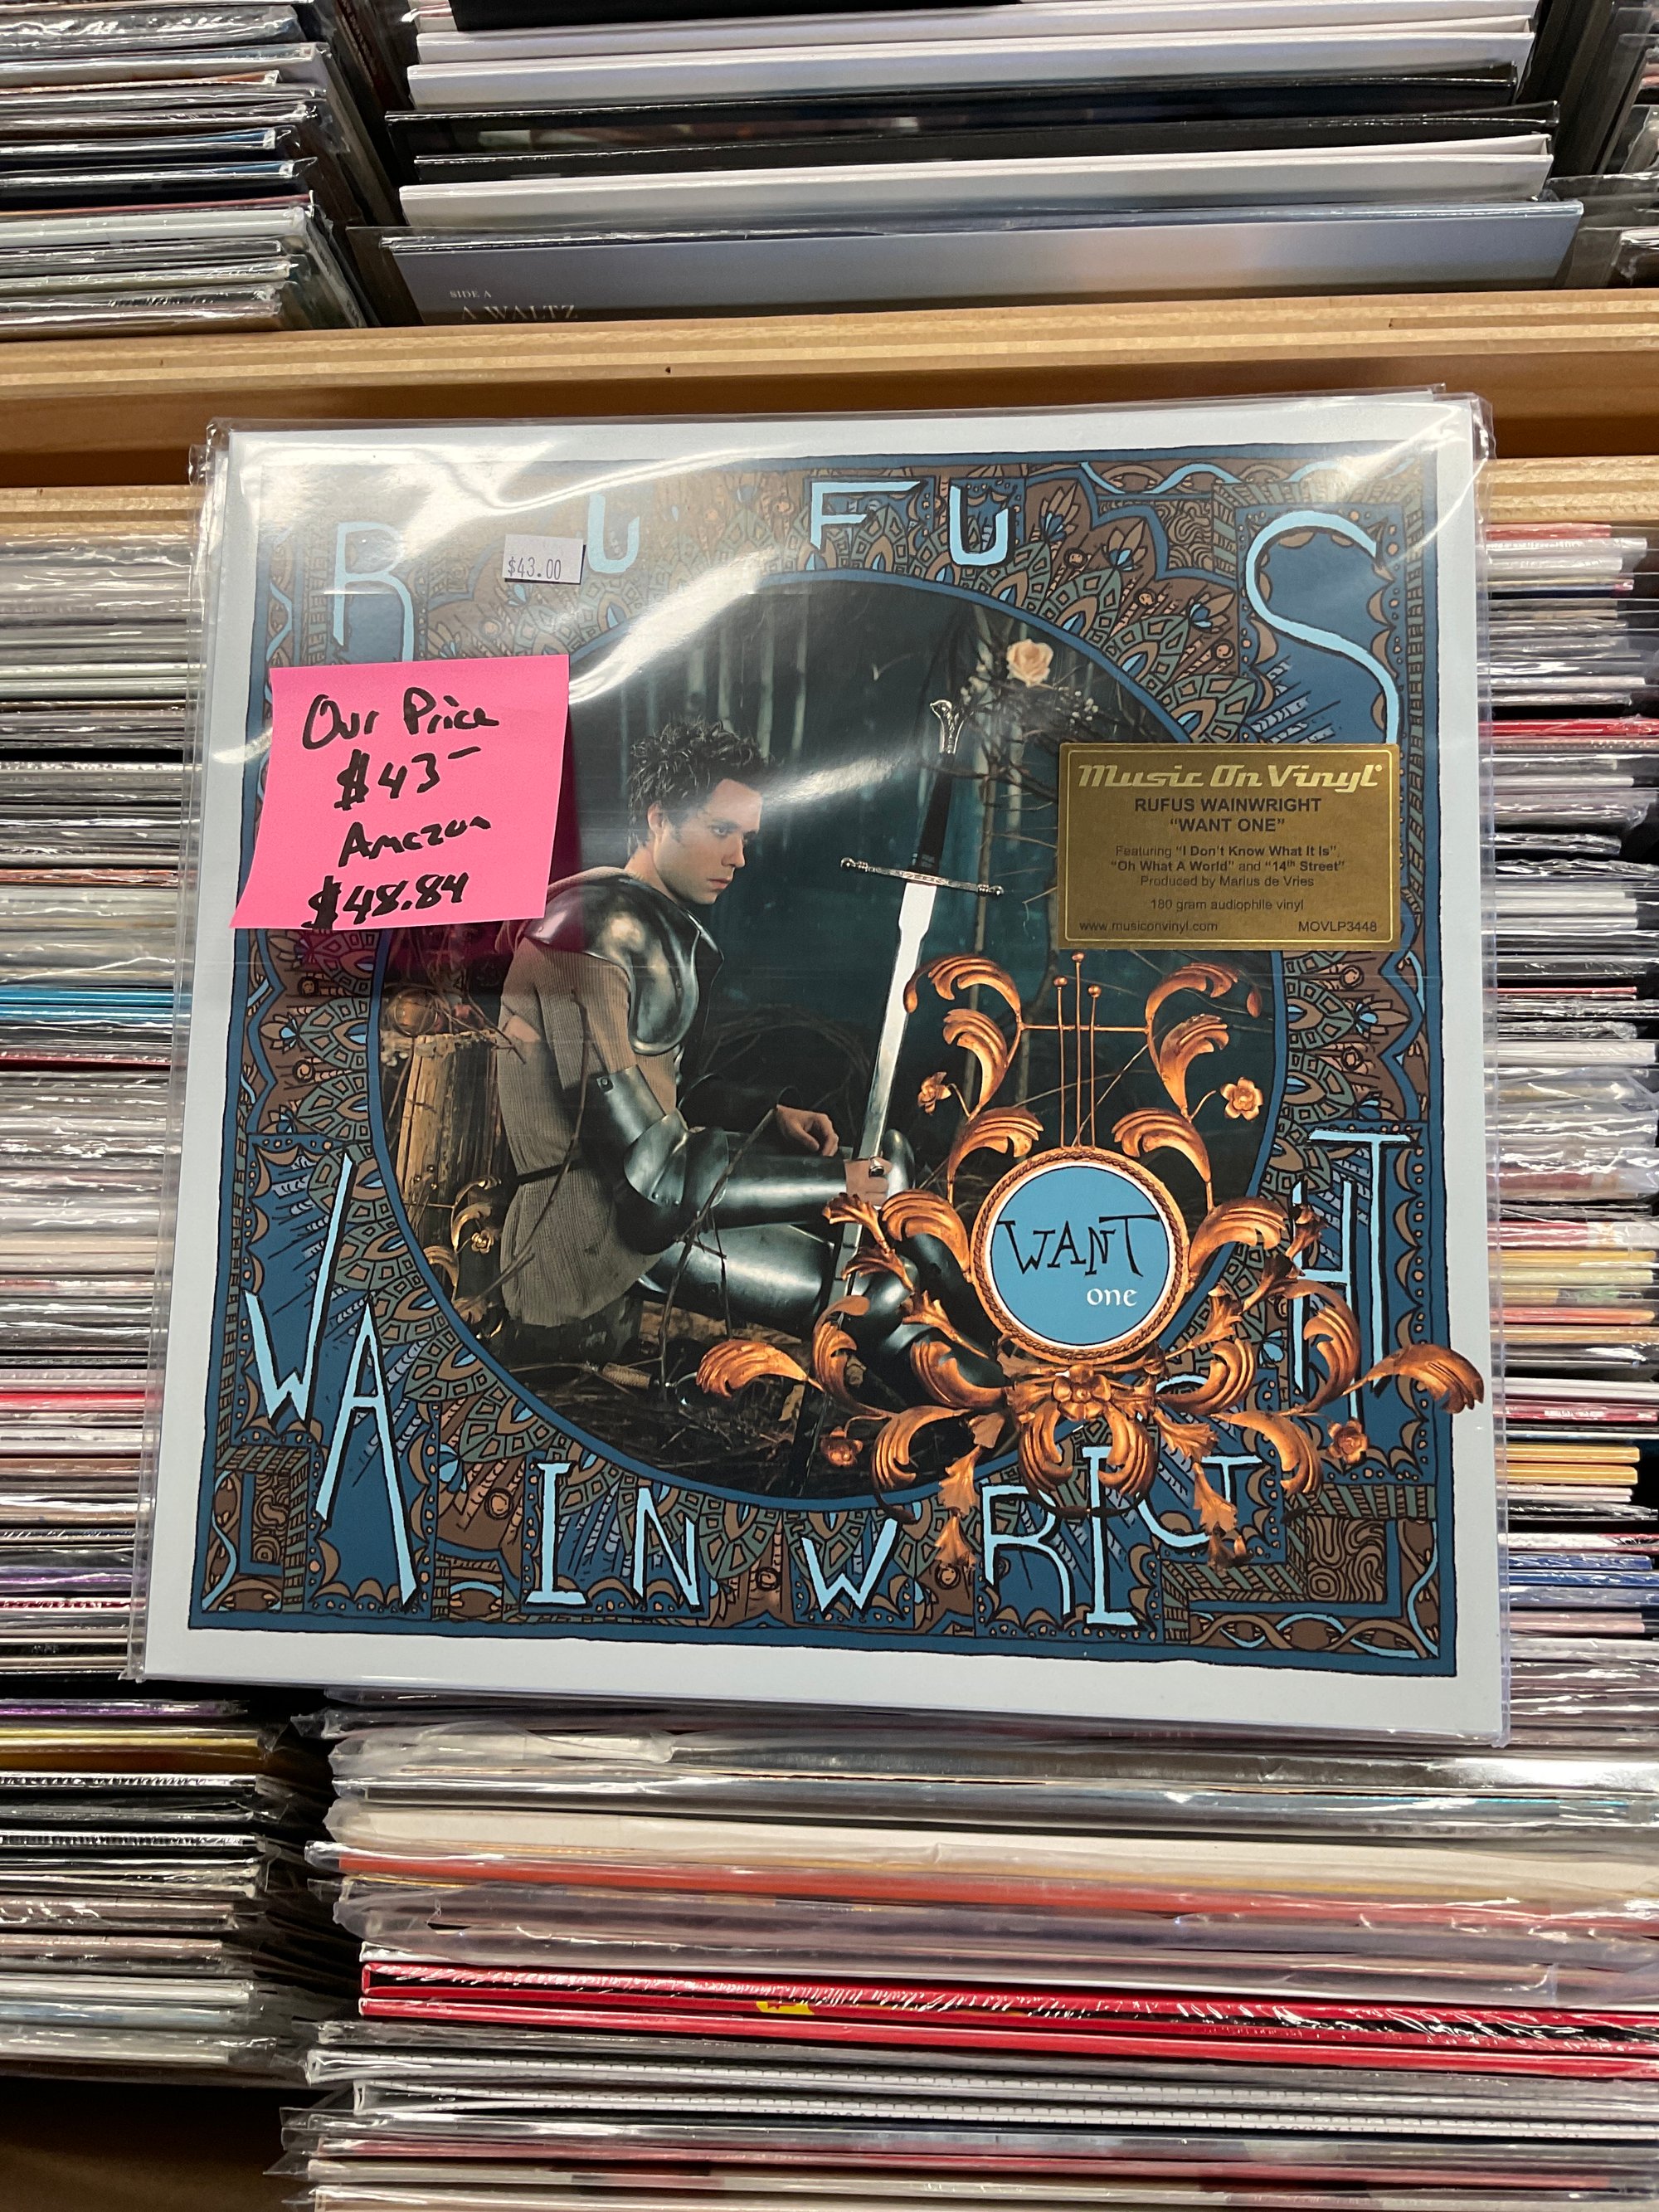 SIDE A
A WALTZ
RUFUS
$43.00
Our Price
$43-
Amazon
$48.84
Music On Vinyl®
RUFUS WAINWRIGHT
"WANT ONE"
Featuring "I Don't Know What It Is",
"Oh What A World" and "14th Street"
Produced by Marius de Vries
180 gram audiophile vinyl
www.musiconvinyl.com MOVLP3448
WANT
one
WAINWRIGHT